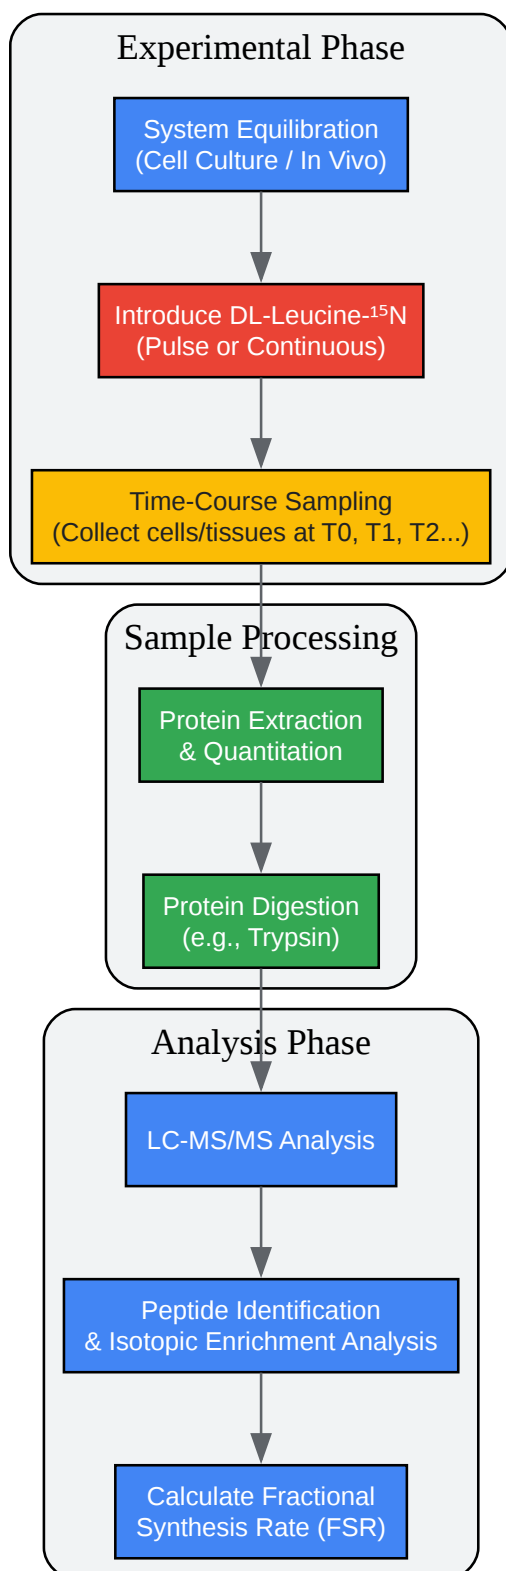 Experimental Phase
System Equilibration
(Cell Culture / In Vivo)
Introduce DL-Leucine-¹⁵N
(Pulse or Continuous)
Time-Course Sampling
(Collect cells/tissues at T0, T1, T2...)
Sample Processing
Protein Extraction
& Quantitation
Protein Digestion
(e.g., Trypsin)
Analysis Phase
LC-MS/MS Analysis
Peptide Identification
& Isotopic Enrichment Analysis
Calculate Fractional
Synthesis Rate (FSR)